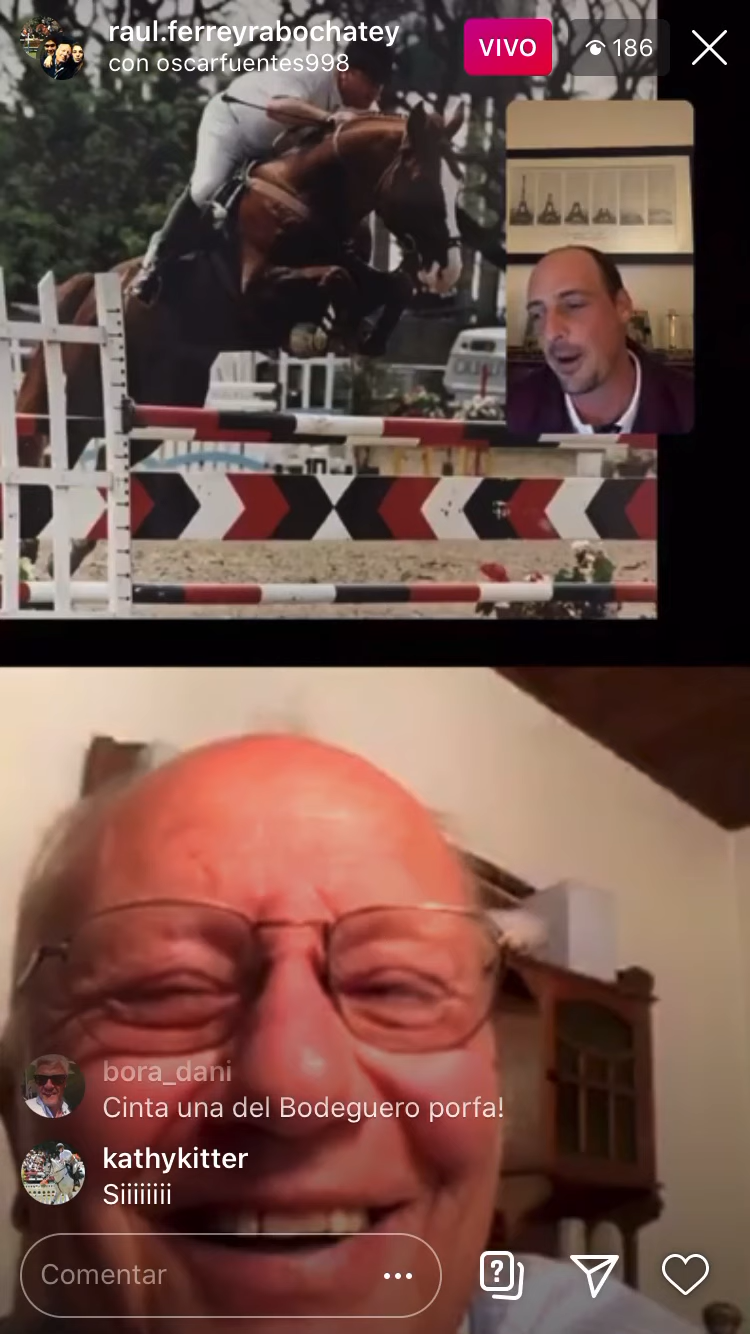 raul.ferreyrabochatey
con oscarfuentes998
VIVO
186
bora_dani
Cinta una del Bodeguero porfa!
kathykitter
Siiiiiiii
Comentar